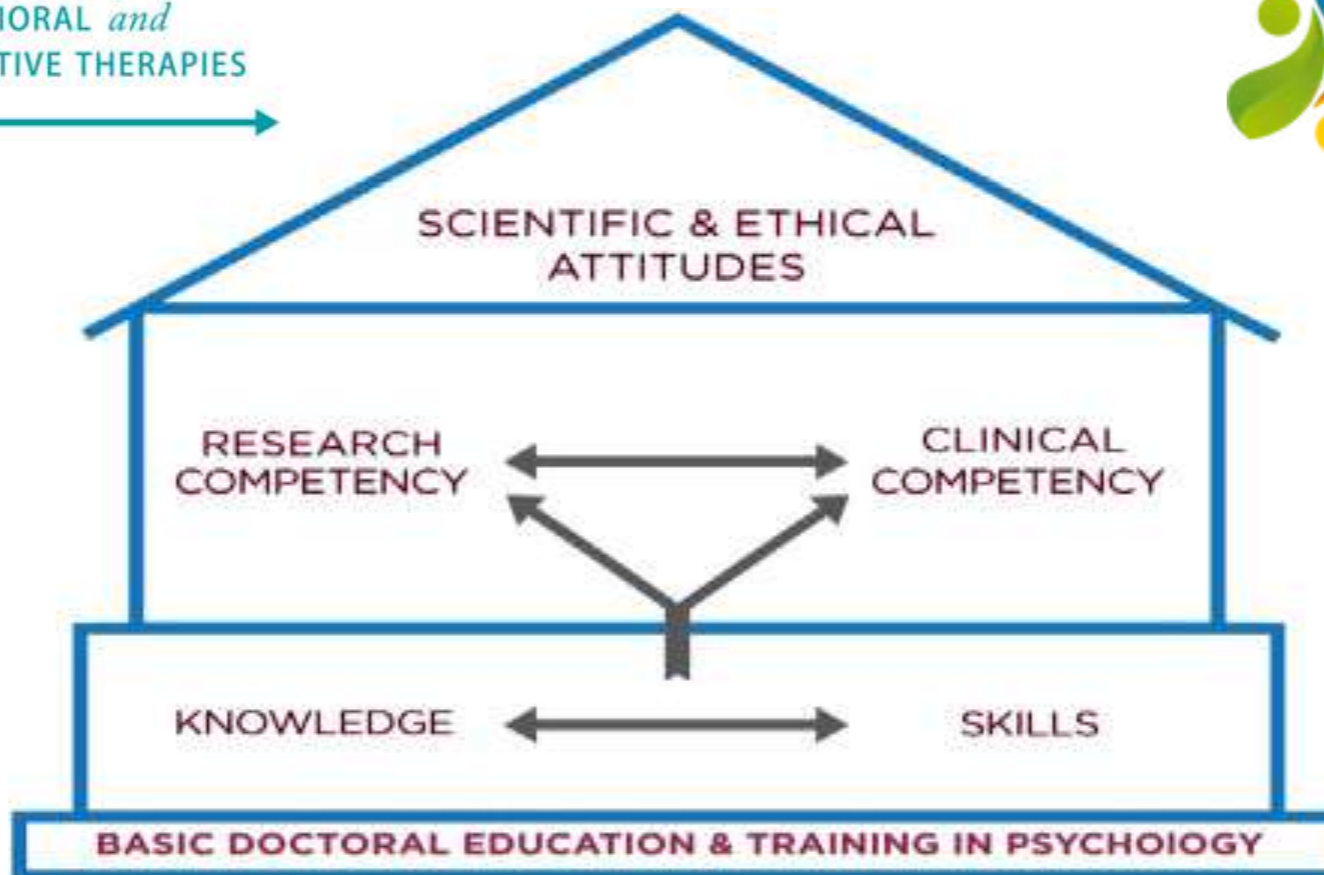 IORAL and
TIVE THERAPIES
SCIENTIFIC & ETHICAL
ATTITUDES
RESEARCH
COMPETENCY
CLINICAL
COMPETENCY
KNOWLEDGE
SKILLS
BASIC DOCTORAL EDUCATION & TRAINING IN PSYCHOIOGY